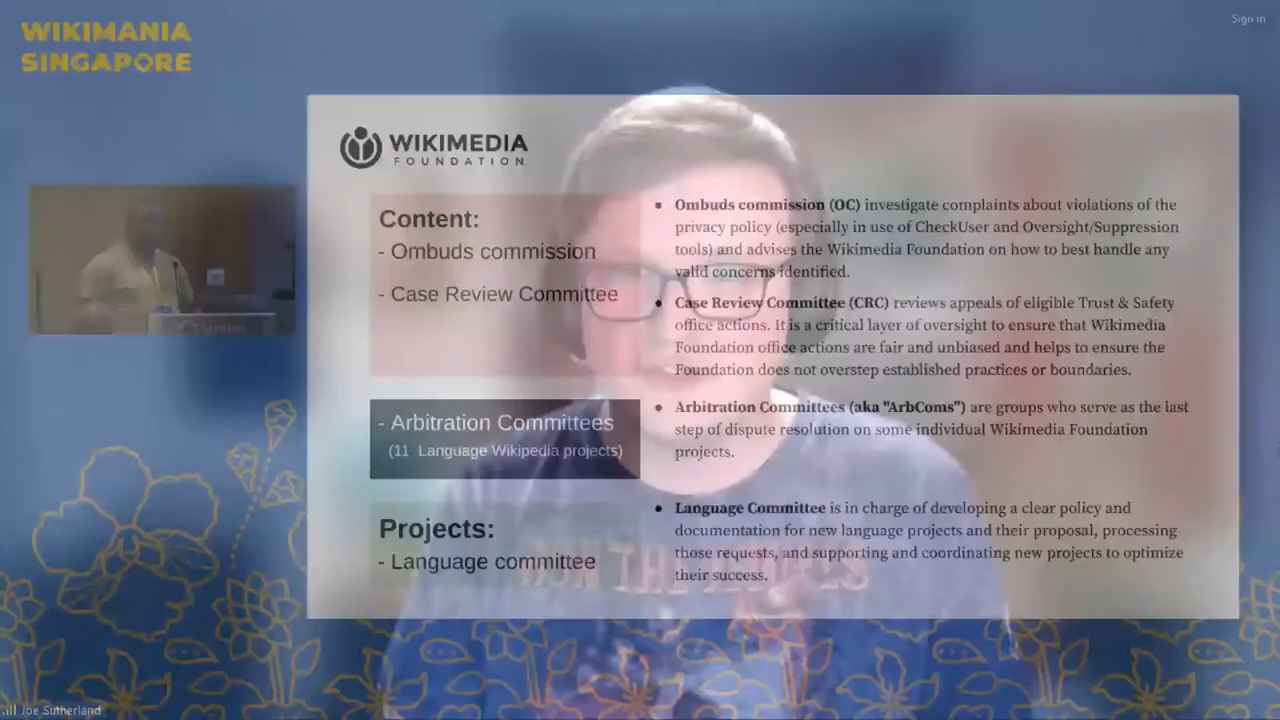 WIKIMANIA
SINGAPORE
Sign in
WIKIMEDIA
FOUNDATION
Content:
- Ombuds commission
- Case Review Committee
- Arbitration Committees
(11 Language Wikipedia projects)
Projects:
- Language committee
• Ombuds commission (OC) investigate complaints about violations of the
privacy policy (especially in use of CheckUser and Oversight/Suppression
tools) and advises the Wikimedia Foundation on how to best handle any
valid concerns identified.
• Case Review Committee (CRC) reviews appeals of eligible Trust & Safety
office actions. It is a critical layer of oversight to ensure that Wikimedia
Foundation office actions are fair and unbiased and helps to ensure the
Foundation does not overstep established practices or boundaries.
• Arbitration Committees (aka "ArbComs") are groups who serve as the last
step of dispute resolution on some individual Wikimedia Foundation
projects.
• Language Committee is in charge of developing a clear policy and
documentation for new language projects and their proposal, processing
those requests, and supporting and coordinating new projects to optimize
their success.
Joe Sutherland